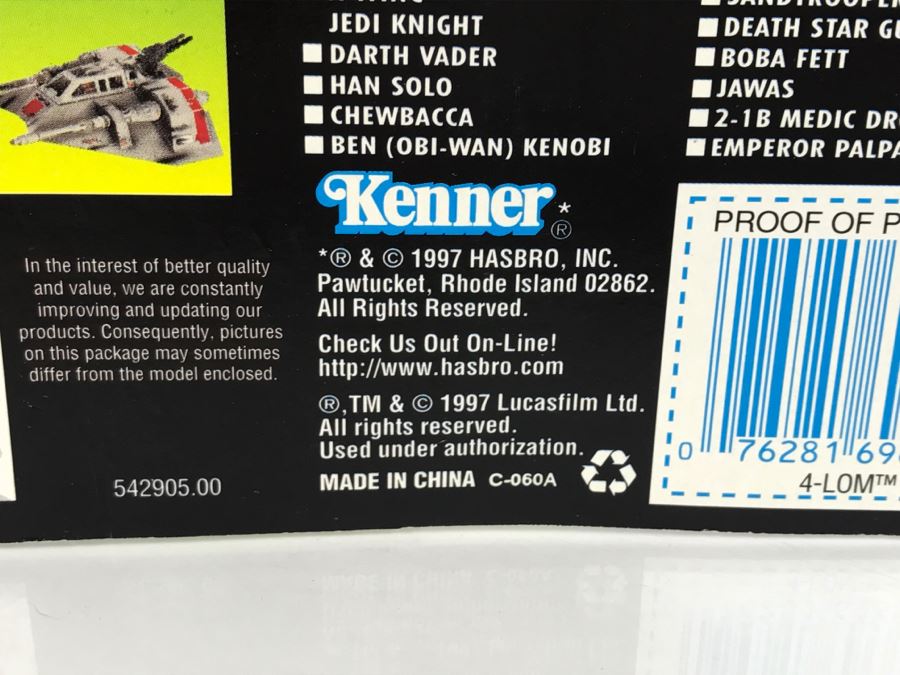 JEDI KNIGHT
DARTH VADER
HAN SOLO
CHEWBACCA
BEN (OBI-WAN) KENOBI
DEATH STAR
BOBA FETT
JAWAS
2-1B MEDIC
EMPEROR
Kenner*®
*® & © 1997 HASBRO, INC.
Pawtucket, Rhode Island 02862.
All Rights Reserved.
Check Us Out On-Line!
http://www.hasbro.com
®,TM & © 1997 Lucasfilm Ltd.
All rights reserved.
Used under authorization.
MADE IN CHINA C-060A
In the interest of better quality
and value, we are constantly
improving and updating our
products. Consequently, pictures
on this package may sometimes
differ from the model enclosed.
542905.00
PROOF OF P
0 76281 69
4-LOM™